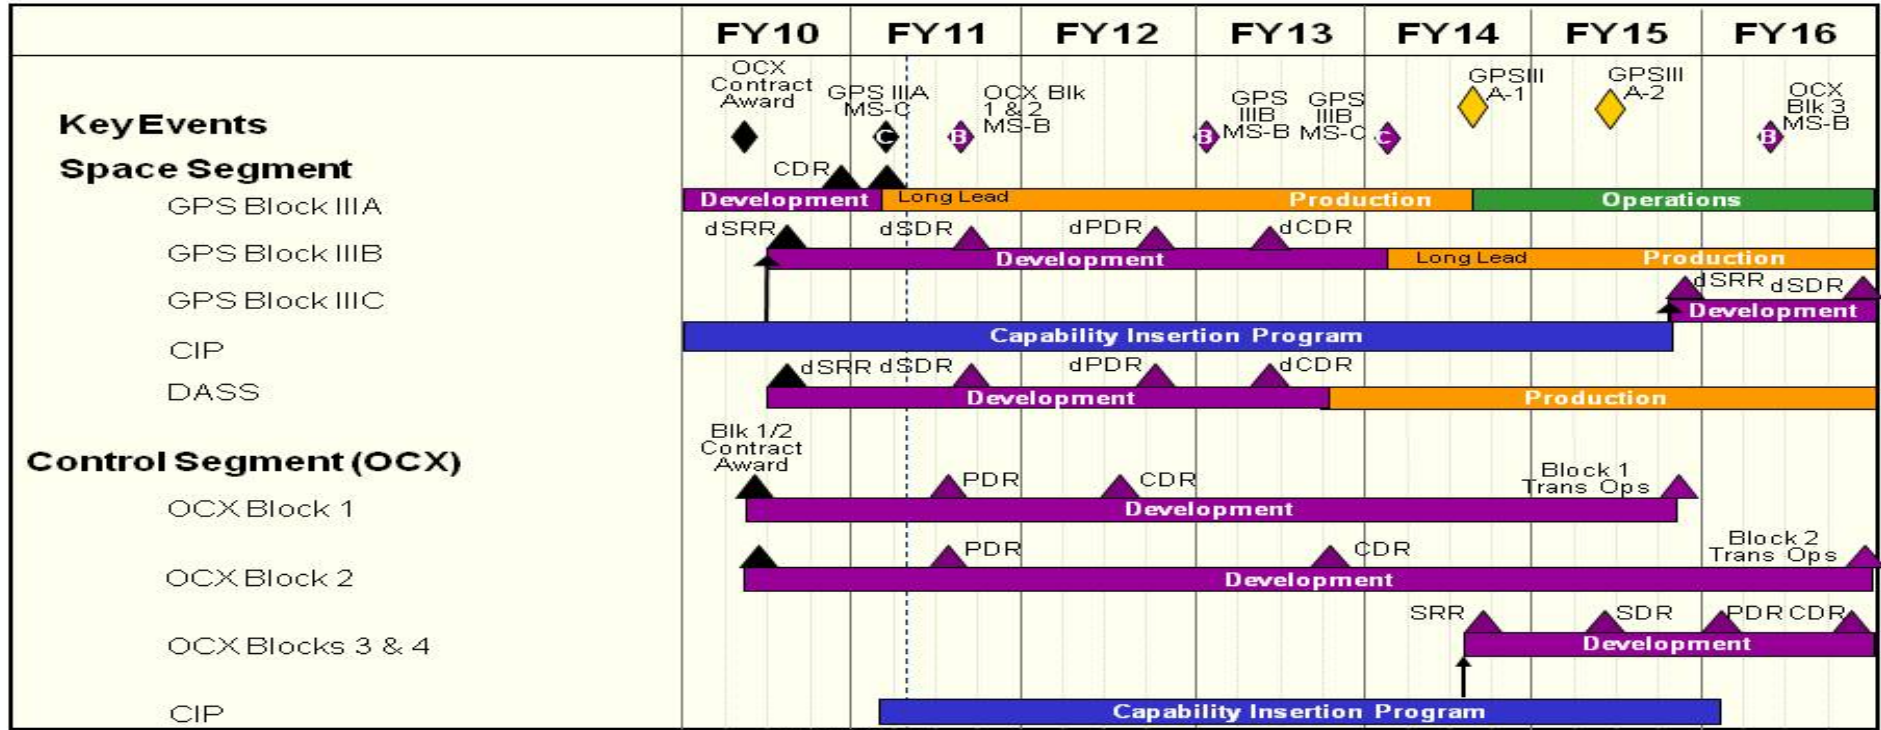 FY10 FY11 FY12 FY13 FY14 FY15 FY16
Key Events
OCX
Contract
Award
GPS IIIA
MS-C
C
OCX Blk
1 & 2
MS-B
B
GPS
IIIB
MS-B
B
GPS
IIIB
MS-C
C
GPSIII
A-1
GPSIII
A-2
OCX
Blk 3
MS-B
B
Space Segment
CDR
GPS Block IIIA
Development Long Lead Production Operations
dSRR dSDR dPDR dCDR
GPS Block IIIB
Development Long Lead Production
GPS Block IIIC
dSRR dSDR
Development
CIP
Capability Insertion Program
dSRR dSDR dPDR dCDR
DASS
Development Production
Control Segment (OCX)
Blk 1/2
Contract
Award
PDR CDR
Block 1
Trans Ops
OCX Block 1
Development
PDR CDR
Block 2
Trans Ops
OCX Block 2
Development
SRR SDR PDR CDR
OCX Blocks 3 & 4
Development
CIP
Capability Insertion Program